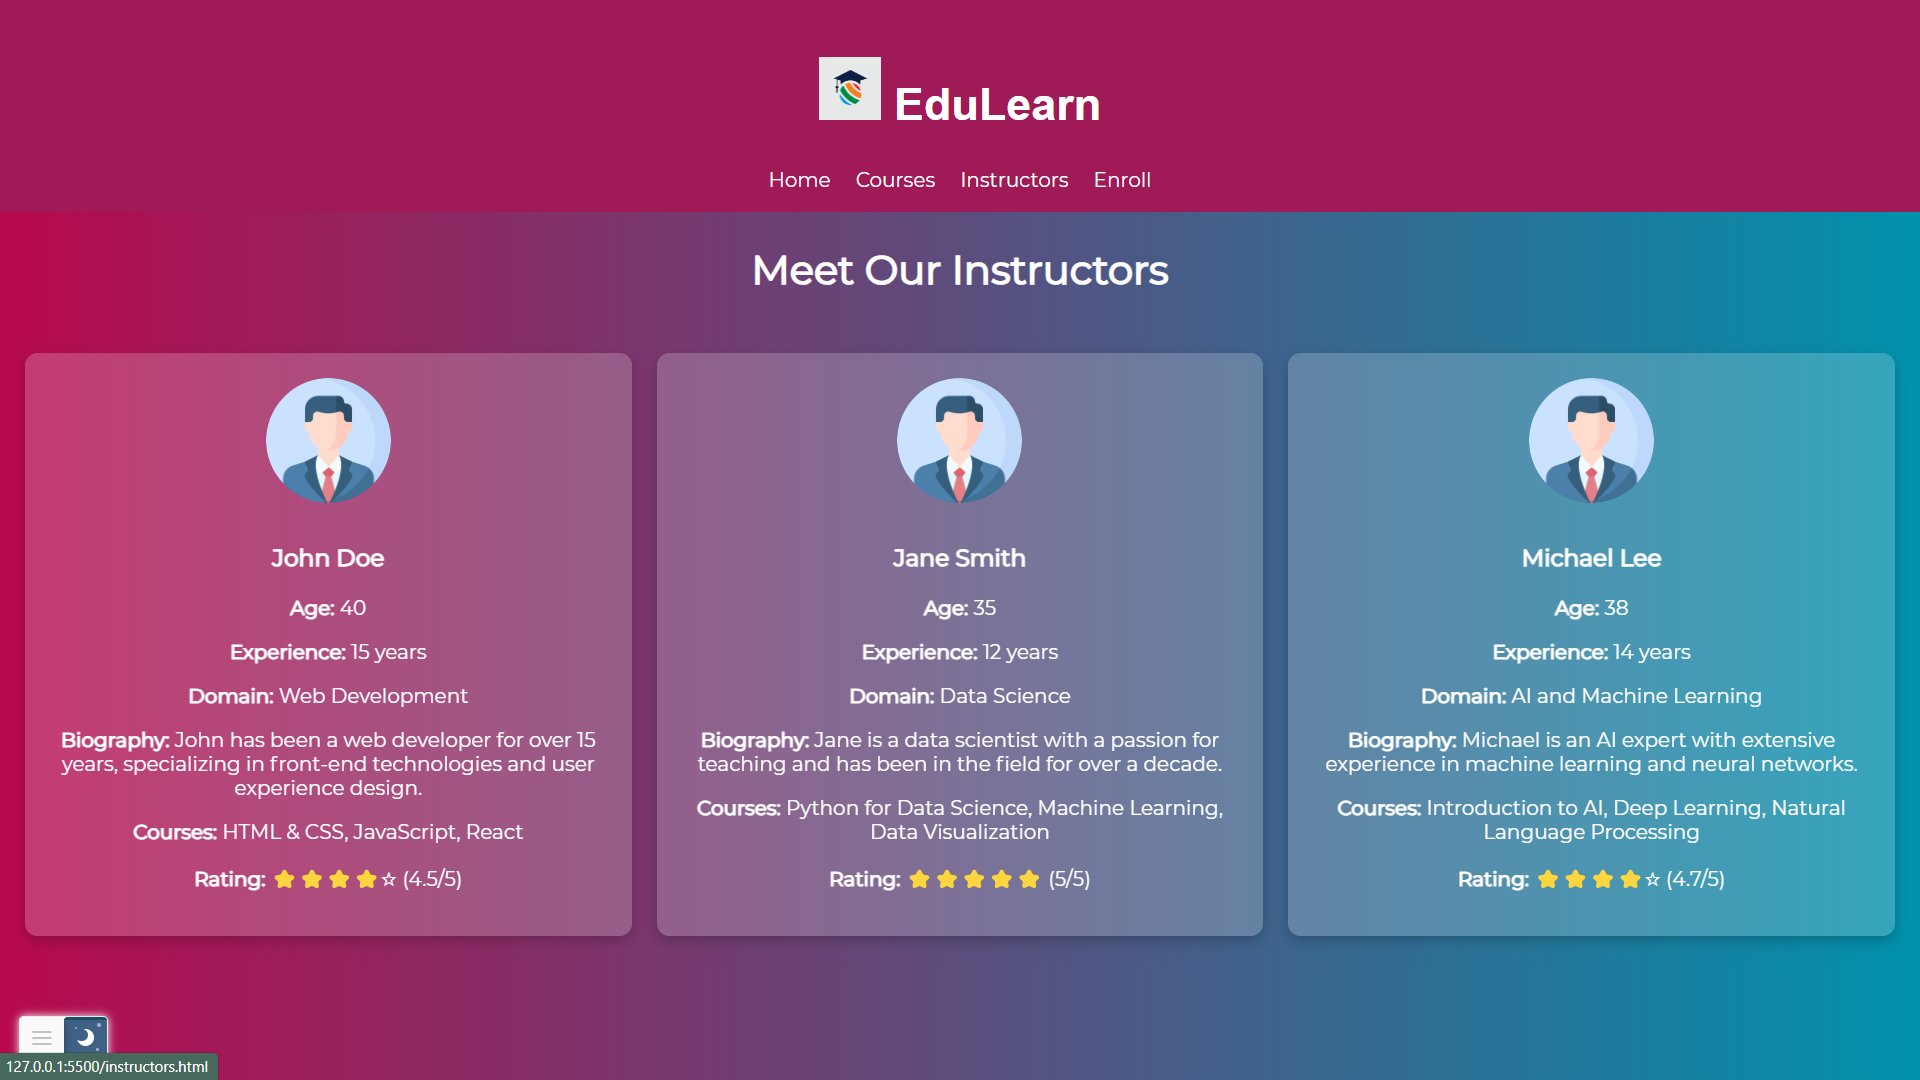 EduLearn
Home Courses Instructors Enroll
Meet Our Instructors
John Doe
Age: 40
Experience: 15 years
Domain: Web Development
Biography: John has been a web developer for over 15
years, specializing in front-end technologies and user
experience design.
Courses: HTML & CSS, JavaScript, React
Rating: ⭐⭐⭐⭐☆ (4.5/5)
Jane Smith
Age: 35
Experience: 12 years
Domain: Data Science
Biography: Jane is a data scientist with a passion for
teaching and has been in the field for over a decade.
Courses: Python for Data Science, Machine Learning,
Data Visualization
Rating: ⭐⭐⭐⭐⭐ (5/5)
Michael Lee
Age: 38
Experience: 14 years
Domain: AI and Machine Learning
Biography: Michael is an AI expert with extensive
experience in machine learning and neural networks.
Courses: Introduction to AI, Deep Learning, Natural
Language Processing
Rating: ⭐⭐⭐⭐☆ (4.7/5)
127.0.0.1:5500/instructors.html